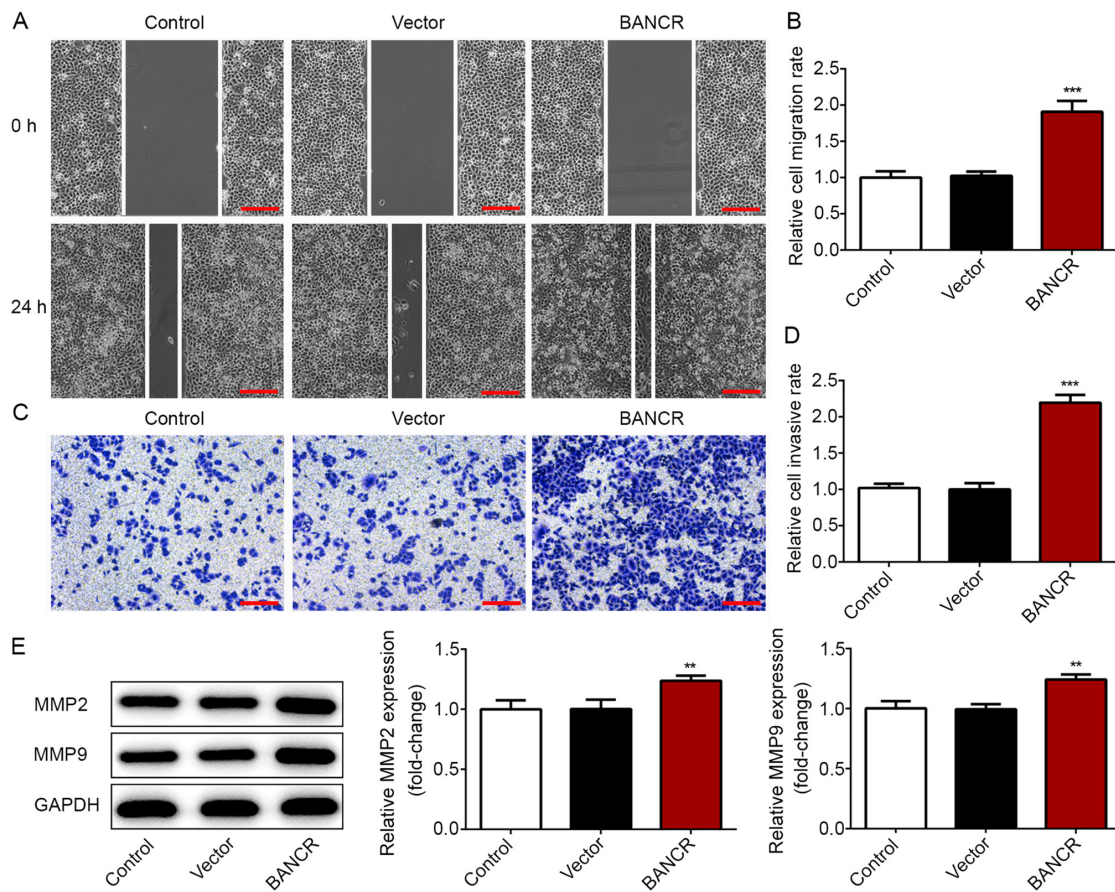 A
Control
Vector
BANCR
0 h
24 h
B
Relative cell migration rate
2.5
2.0
1.5
1.0
0.5
0.0
***
Control
Vector
BANCR
C
Control
Vector
BANCR
D
Relative cell invasive rate
2.5
2.0
1.5
1.0
0.5
0.0
***
Control
Vector
BANCR
E
MMP2
MMP9
GAPDH
Control
Vector
BANCR
Relative MMP2 expression
(fold-change)
1.5
1.0
0.5
0.0
**
Control
Vector
BANCR
Relative MMP9 expression
(fold-change)
1.5
1.0
0.5
0.0
**
Control
Vector
BANCR